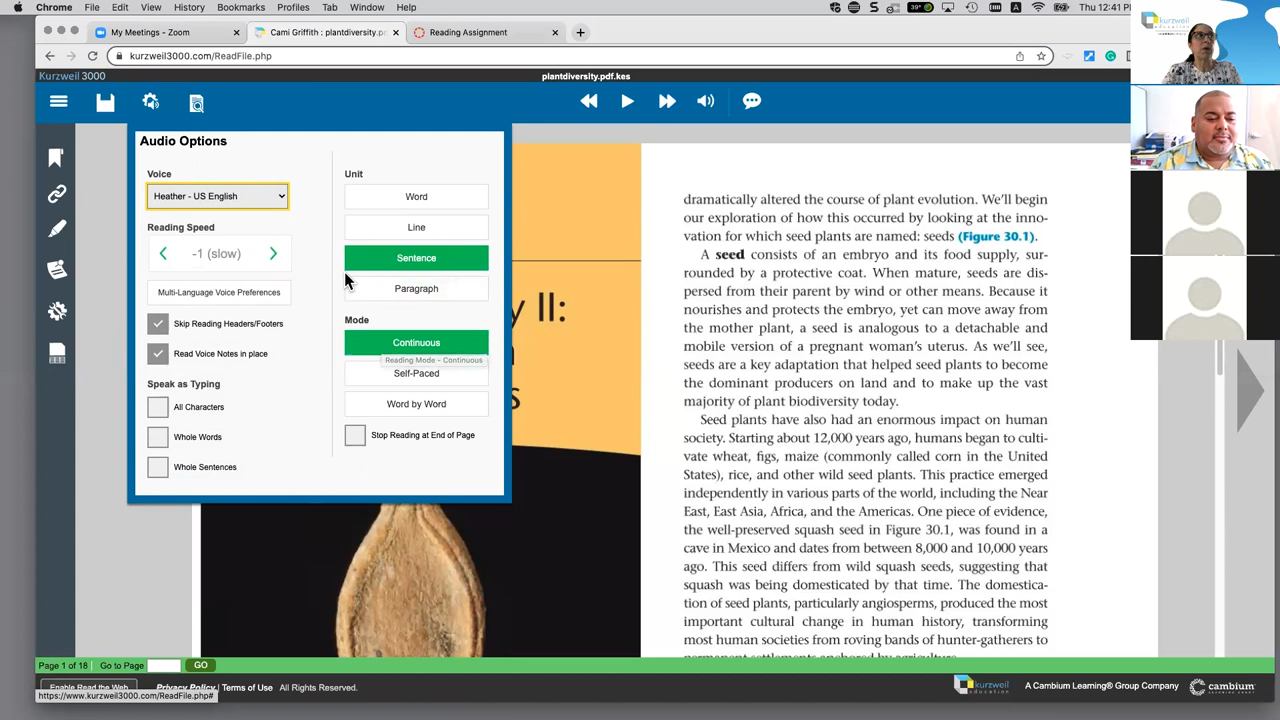 Chrome File Edit View History Bookmarks Profiles Tab Window Help
39° A Thu 12:41 P
My Meetings - Zoom
Cami Griffith : plantdiversity.p
Reading Assignment
kurzweil3000.com/ReadFile.php
Kurzweil 3000
plantdiversity.pdf.kes
kurzweil
Audio Options
Voice
Heather - US English
Reading Speed
-1 (slow)
Multi-Language Voice Preferences
Skip Reading Headers/Footers
Read Voice Notes in place
Speak as Typing
All Characters
Whole Words
Whole Sentences
Unit
Word
Line
Sentence
Paragraph
Mode
Continuous
Reading Mode - Continuous
Self-Paced
Word by Word
Stop Reading at End of Page
y II:
dramatically altered the course of plant evolution. We'll begin
our exploration of how this occurred by looking at the inno-
vation for which seed plants are named: seeds (Figure 30.1).
A seed consists of an embryo and its food supply, sur-
rounded by a protective coat. When mature, seeds are dis-
persed from their parent by wind or other means. Because it
nourishes and protects the embryo, yet can move away from
the mother plant, a seed is analogous to a detachable and
mobile version of a pregnant woman's uterus. As we'll see,
seeds are a key adaptation that helped seed plants to become
the dominant producers on land and to make up the vast
majority of plant biodiversity today.
Seed plants have also had an enormous impact on human
society. Starting about 12,000 years ago, humans began to culti-
vate wheat, figs, maize (commonly called corn in the United
States), rice, and other wild seed plants. This practice emerged
independently in various parts of the world, including the Near
East, East Asia, Africa, and the Americas. One piece of evidence,
the well-preserved squash seed in Figure 30.1, was found in a
cave in Mexico and dates from between 8,000 and 10,000 years
ago. This seed differs from wild squash seeds, suggesting that
squash was being domesticated by that time. The domestica-
tion of seed plants, particularly angiosperms, produced the most
important cultural change in human history, transforming
most human societies from roving bands of hunter-gatherers to
permanent settlements anchored by agriculture.
Page 1 of 18 Go to Page GO
Enable Read the Web Privacy Policy | Terms of Use All Rights Reserved.
https://www.kurzweil3000.com/ReadFile.php#
kurzweil education
A Cambium Learning® Group Company
cambium